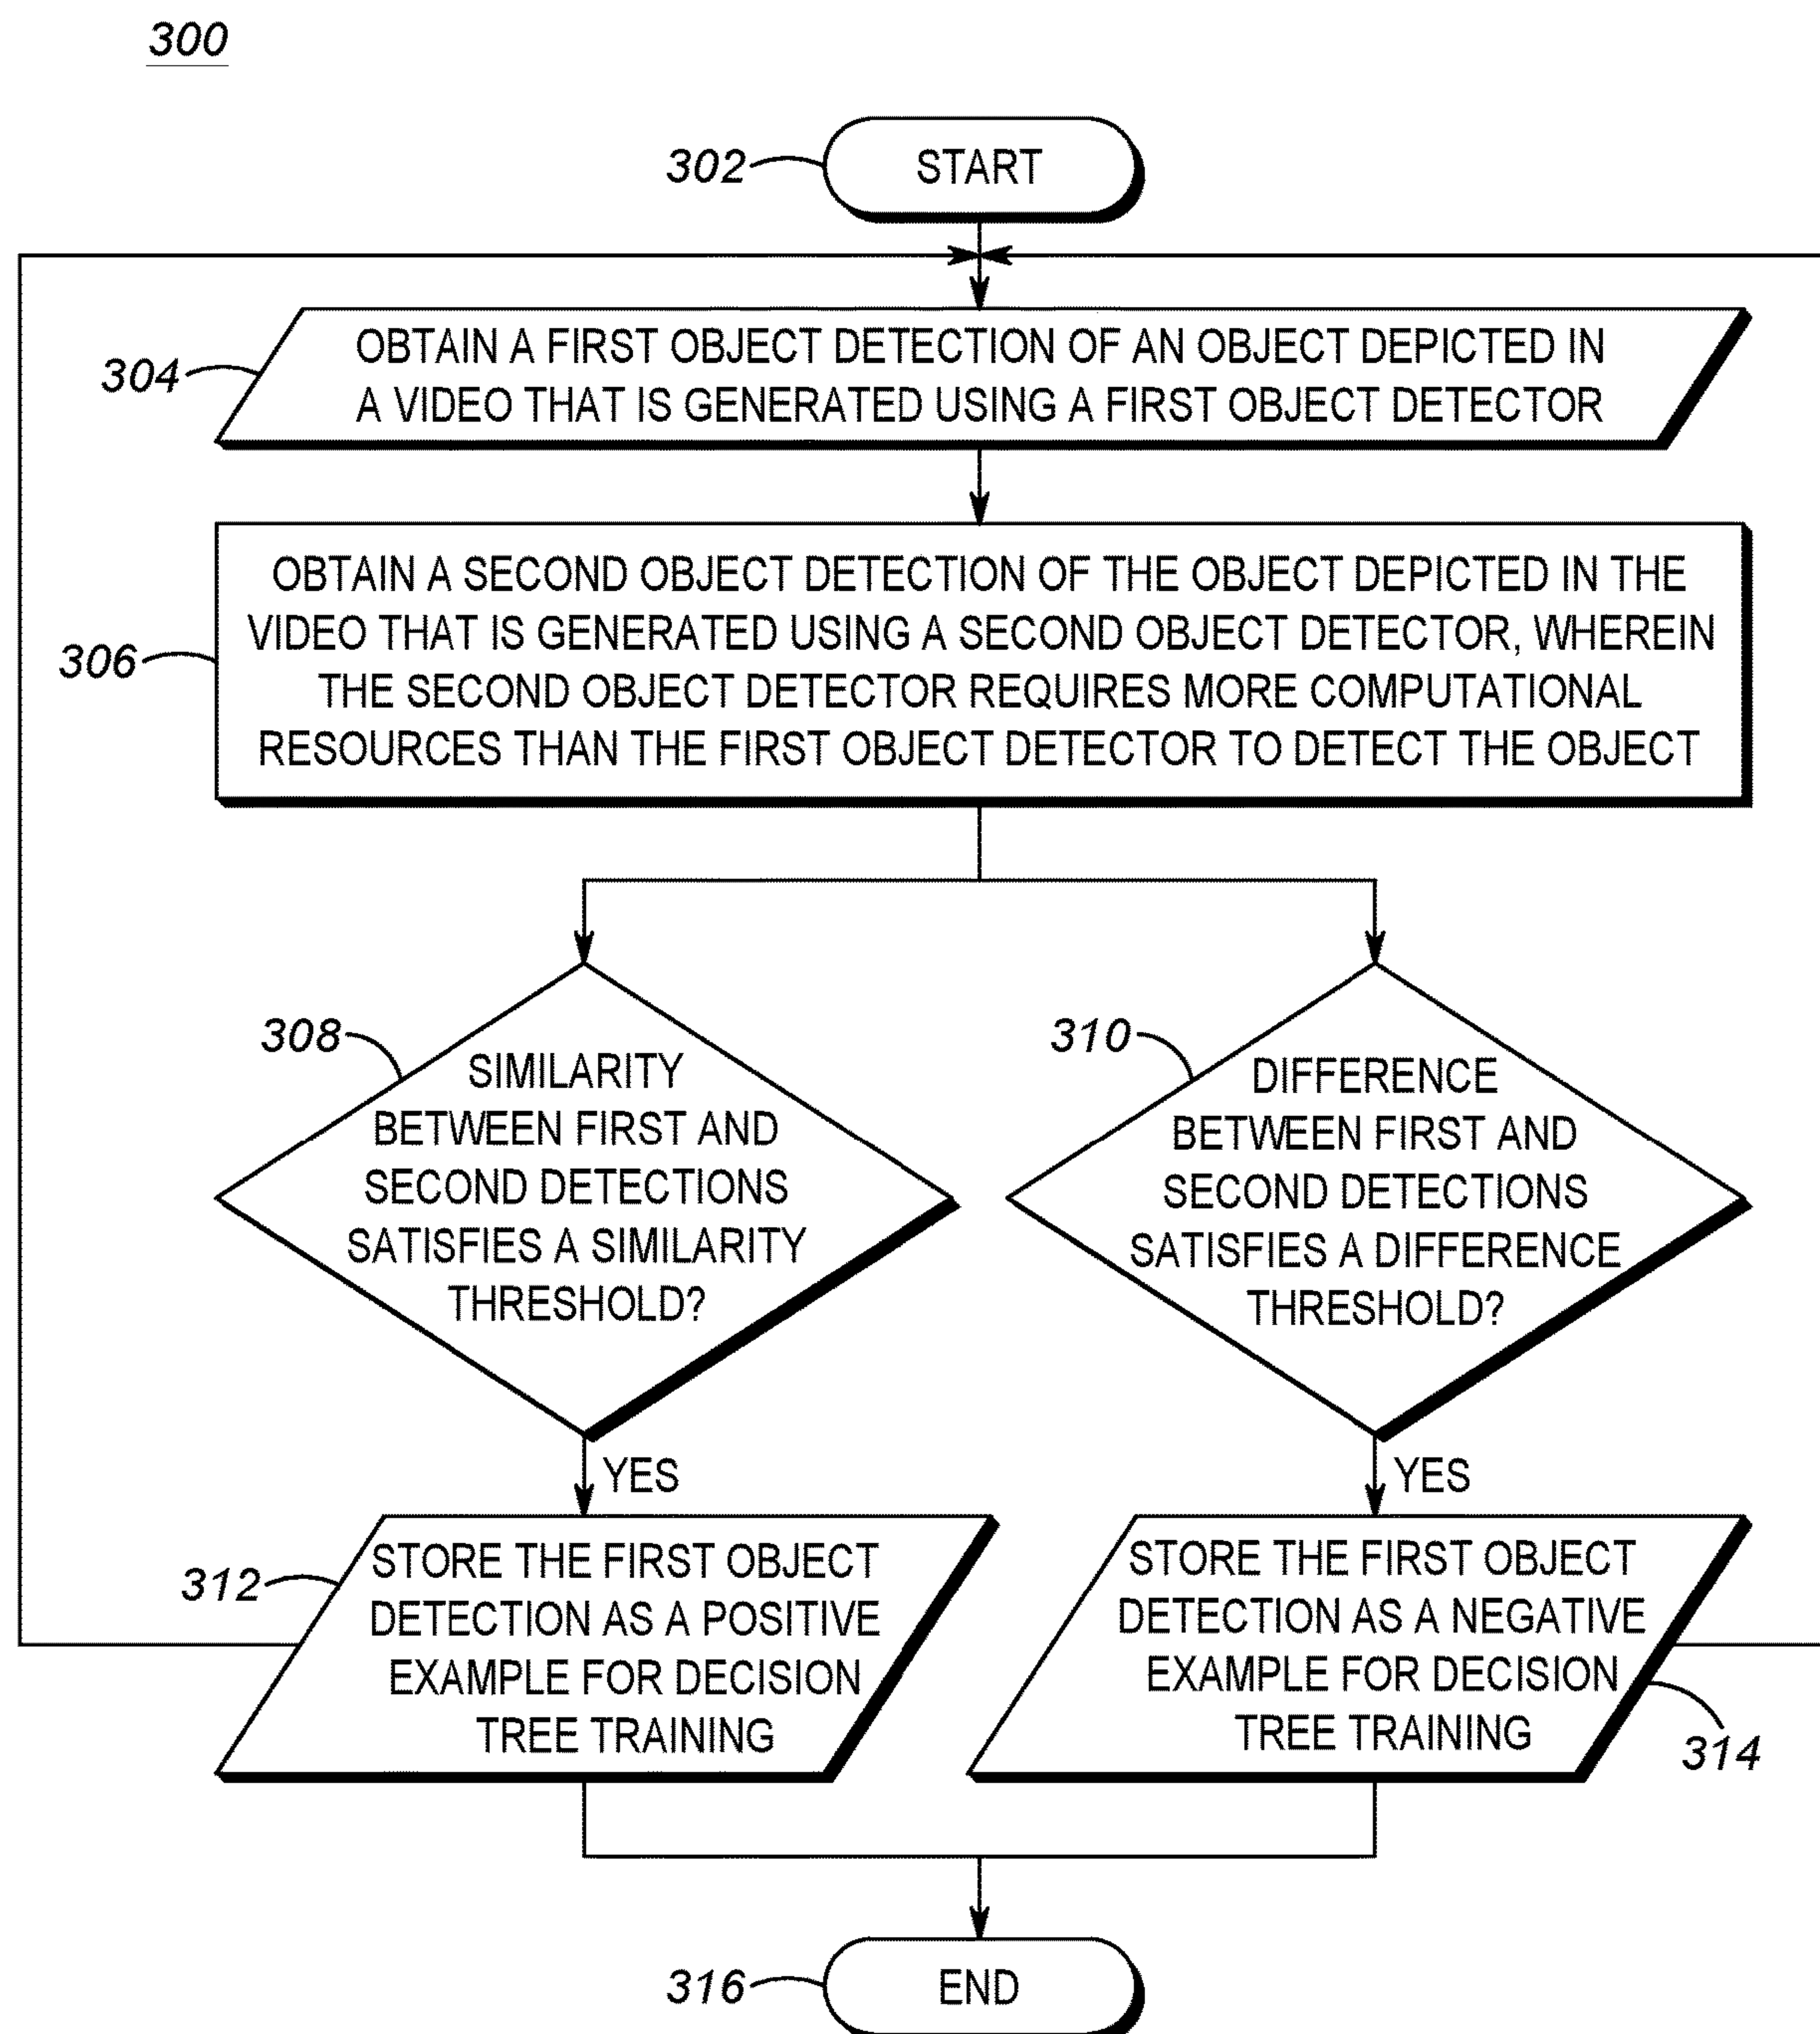 300
302
START
304
OBTAIN A FIRST OBJECT DETECTION OF AN OBJECT DEPICTED IN
A VIDEO THAT IS GENERATED USING A FIRST OBJECT DETECTOR
306
OBTAIN A SECOND OBJECT DETECTION OF THE OBJECT DEPICTED IN THE
VIDEO THAT IS GENERATED USING A SECOND OBJECT DETECTOR, WHEREIN
THE SECOND OBJECT DETECTOR REQUIRES MORE COMPUTATIONAL
RESOURCES THAN THE FIRST OBJECT DETECTOR TO DETECT THE OBJECT
308
SIMILARITY
BETWEEN FIRST AND
SECOND DETECTIONS
SATISFIES A SIMILARITY
THRESHOLD?
310
DIFFERENCE
BETWEEN FIRST AND
SECOND DETECTIONS
SATISFIES A DIFFERENCE
THRESHOLD?
YES
YES
312
STORE THE FIRST OBJECT
DETECTION AS A POSITIVE
EXAMPLE FOR DECISION
TREE TRAINING
STORE THE FIRST OBJECT
DETECTION AS A NEGATIVE
EXAMPLE FOR DECISION
TREE TRAINING
314
316
END